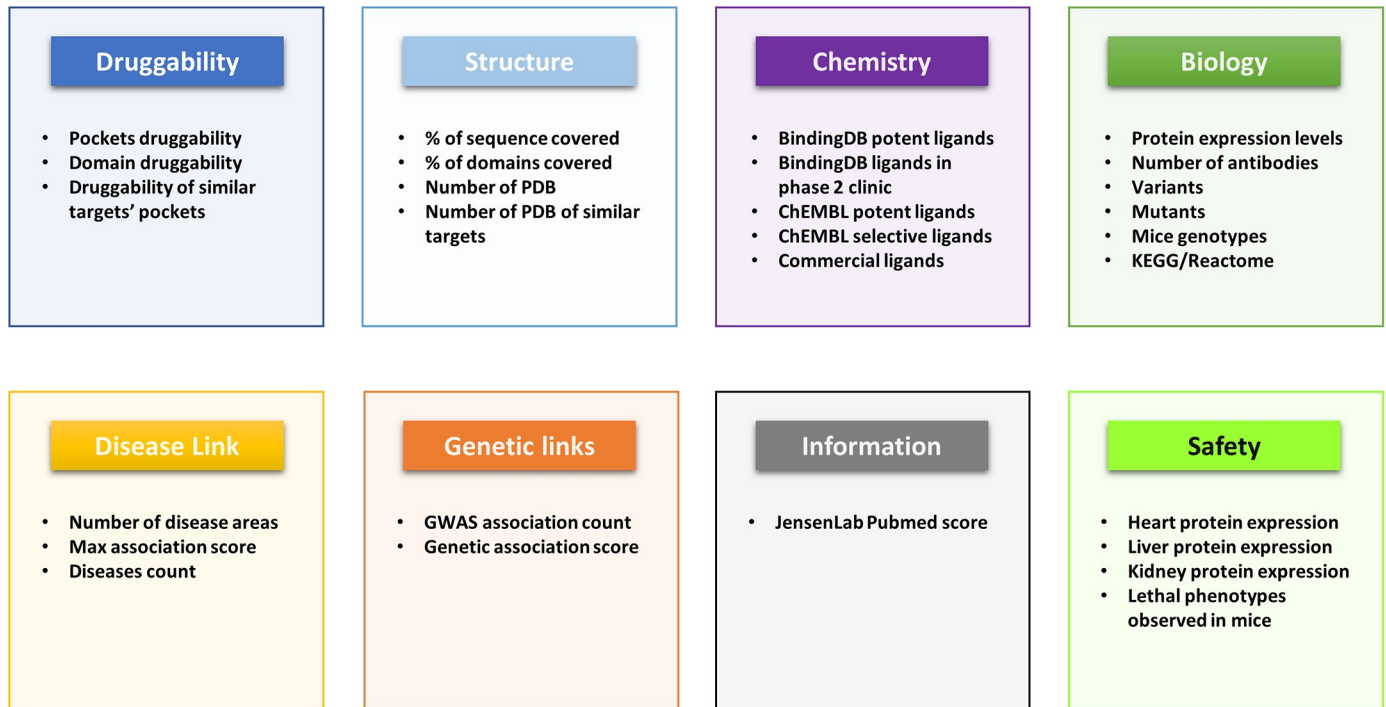 Druggability
• Pockets druggability
• Domain druggability
• Druggability of similar
targets’ pockets
Structure
• % of sequence covered
• % of domains covered
• Number of PDB
• Number of PDB of similar
targets
Chemistry
• BindingDB potent ligands
• BindingDB ligands in
phase 2 clinic
• ChEMBL potent ligands
• ChEMBL selective ligands
• Commercial ligands
Biology
• Protein expression levels
• Number of antibodies
• Variants
• Mutants
• Mice genotypes
• KEGG/Reactome
Disease Link
• Number of disease areas
• Max association score
• Diseases count
Genetic links
• GWAS association count
• Genetic association score
Information
• JensenLab Pubmed score
Safety
• Heart protein expression
• Liver protein expression
• Kidney protein expression
• Lethal phenotypes
observed in mice